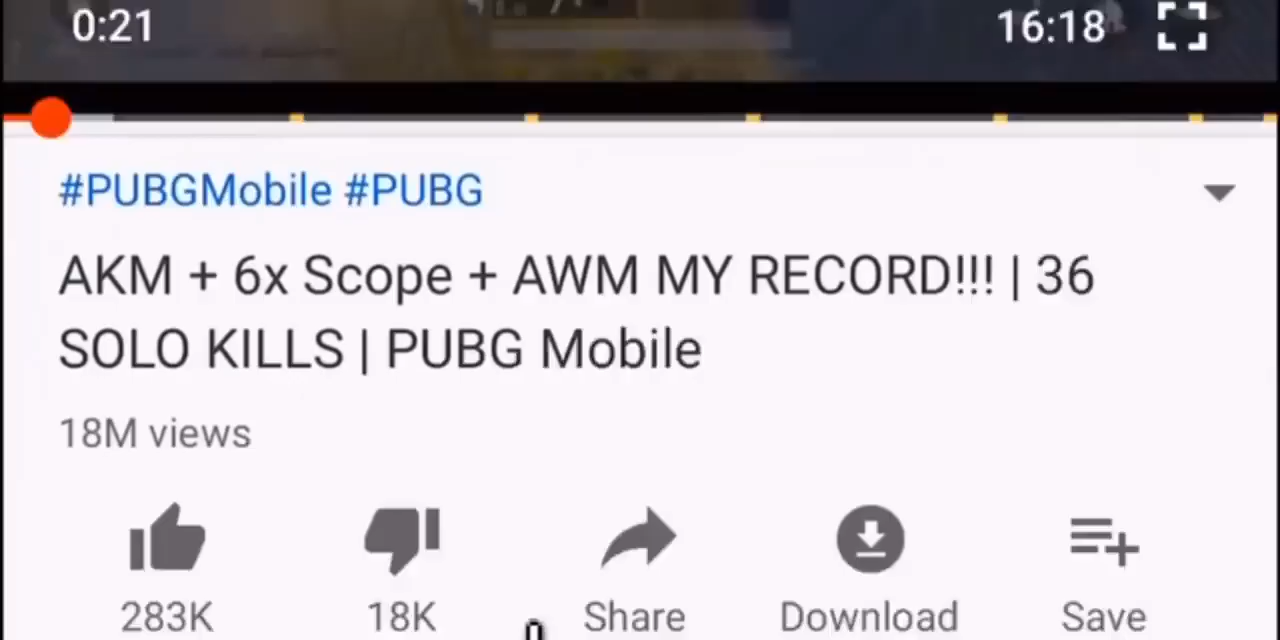 0:21 16:18
#PUBGMobile #PUBG
AKM + 6x Scope + AWM MY RECORD!!! | 36
SOLO KILLS | PUBG Mobile
18M views
283K 18K Share Download Save